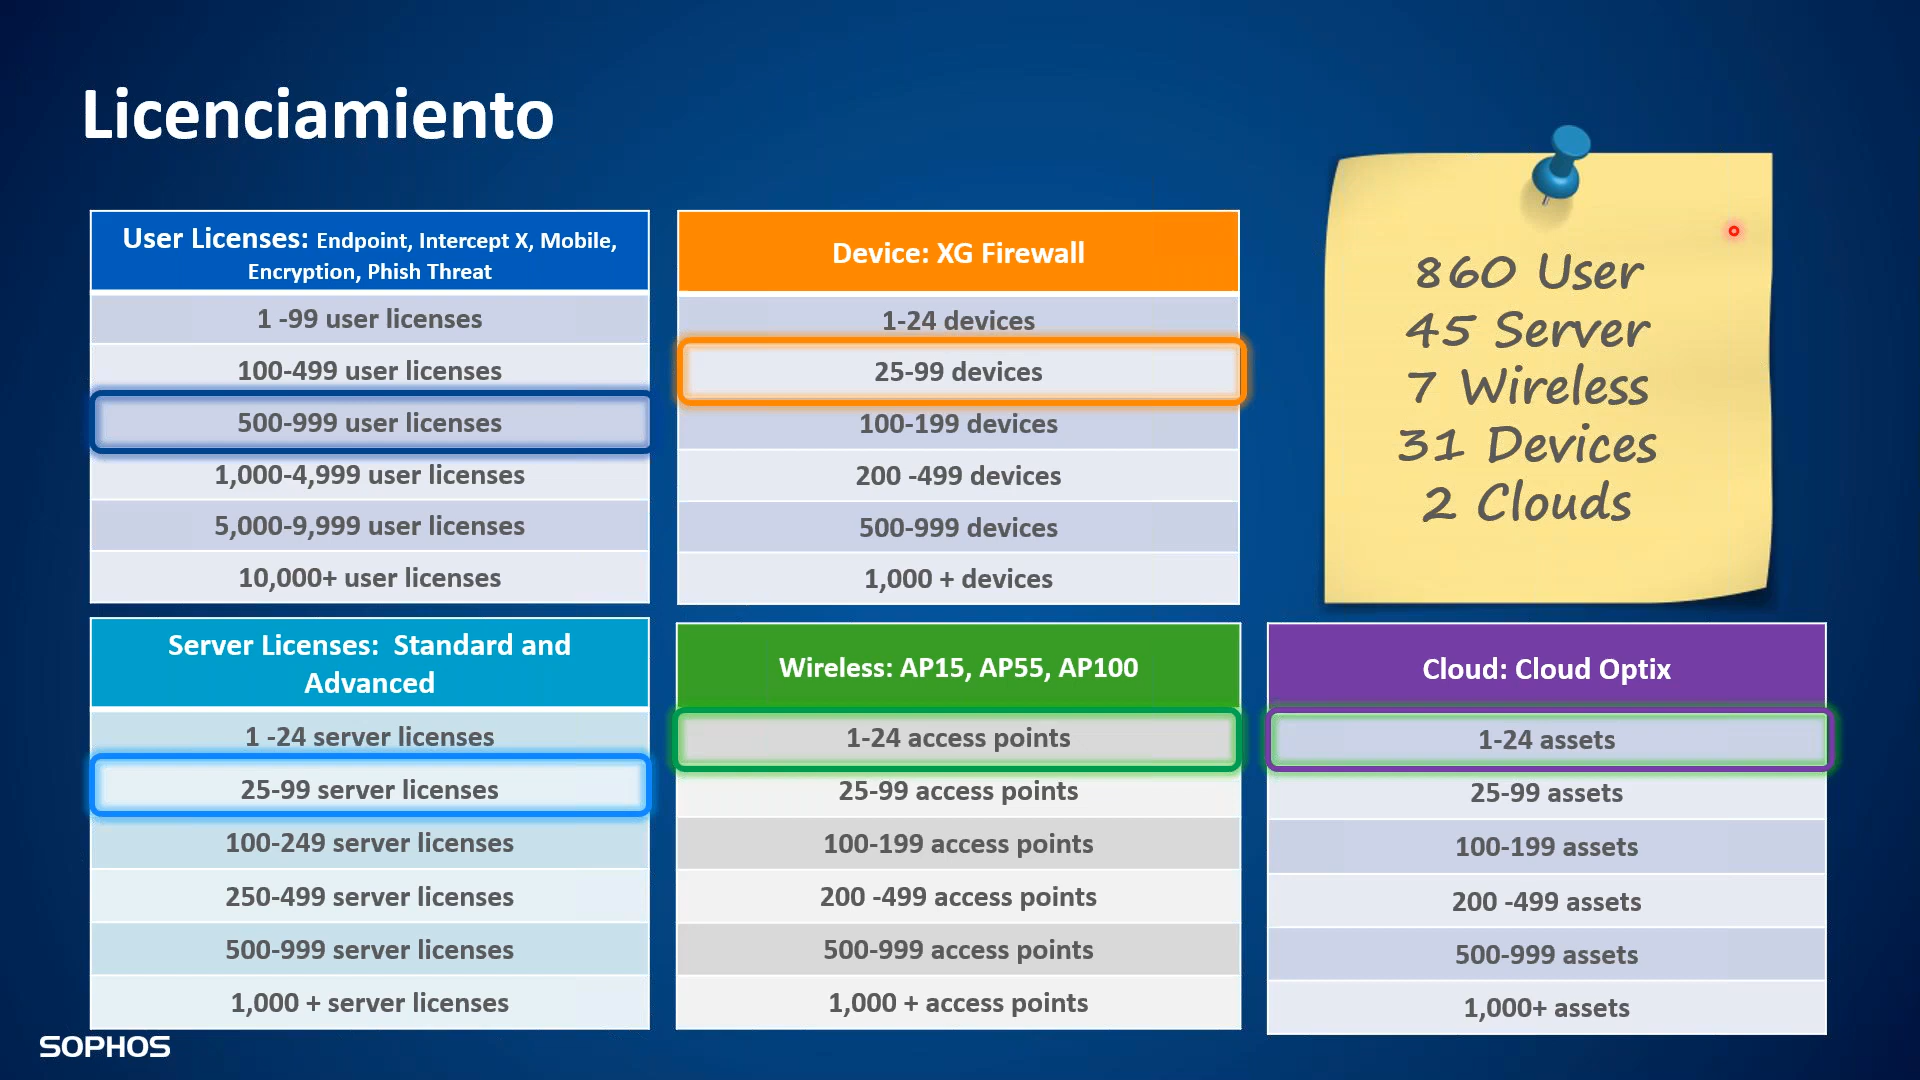 Licenciamiento
User Licenses: Endpoint, Intercept X, Mobile,
Encryption, Phish Threat
1 -99 user licenses
100-499 user licenses
500-999 user licenses
1,000-4,999 user licenses
5,000-9,999 user licenses
10,000+ user licenses
Device: XG Firewall
1-24 devices
25-99 devices
100-199 devices
200 -499 devices
500-999 devices
1,000 + devices
860 User
45 Server
7 Wireless
31 Devices
2 Clouds
Server Licenses:  Standard and
Advanced
1 -24 server licenses
25-99 server licenses
100-249 server licenses
250-499 server licenses
500-999 server licenses
1,000 + server licenses
Wireless: AP15, AP55, AP100
1-24 access points
25-99 access points
100-199 access points
200 -499 access points
500-999 access points
1,000 + access points
Cloud: Cloud Optix
1-24 assets
25-99 assets
100-199 assets
200 -499 assets
500-999 assets
1,000+ assets
SOPHOS